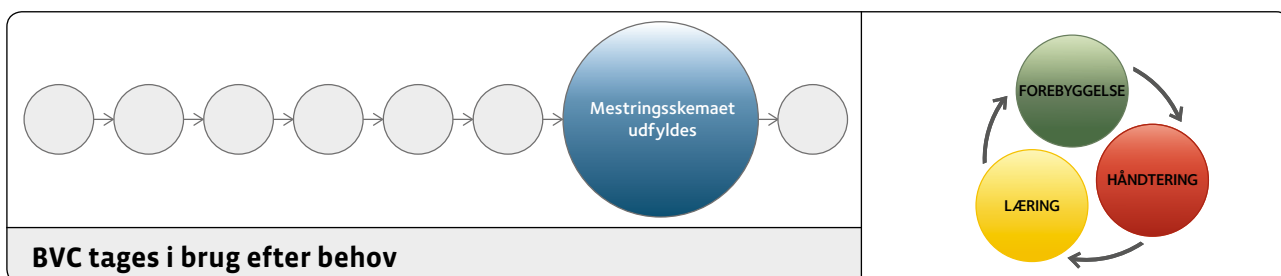 Mestringsskemaet
udfyldes
BVC tages i brug efter behov
FOREBYGGELSE
HÅNDTERING
LÆRING